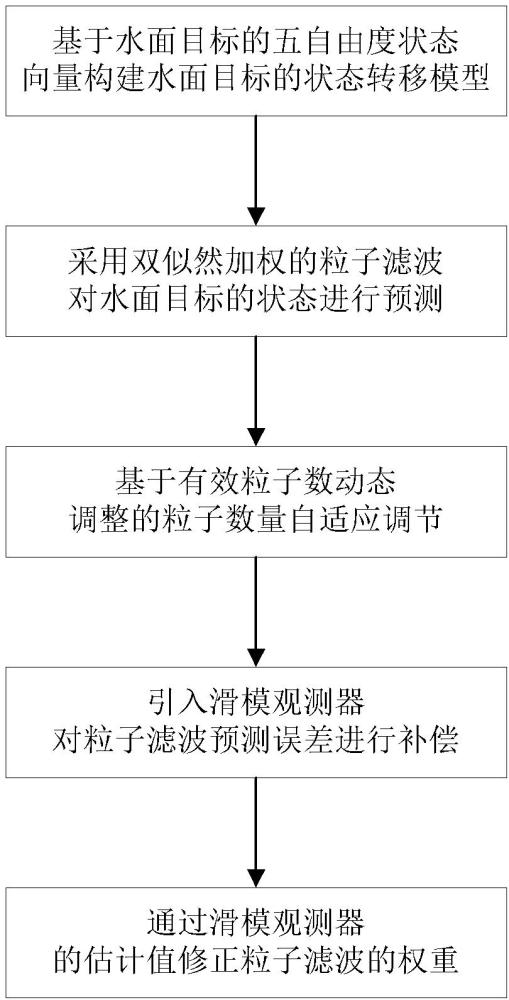 基于水面目标的五自由度状态
向量构建水面目标的状态转移模型
采用双似然加权的粒子滤波
对水面目标的状态进行预测
基于有效粒子数动态
调整的粒子数量自适应调节
引入滑模观测器
对粒子滤波预测误差进行补偿
通过滑模观测器
的估计值修正粒子滤波的权重